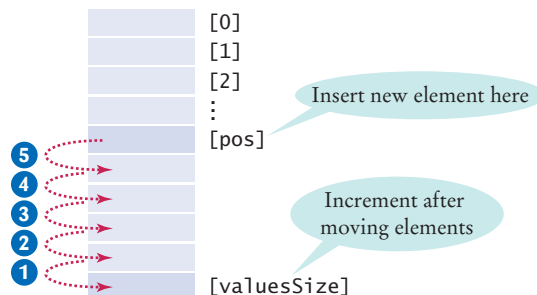 [0]
[1]
[2]
⋮
Insert new element here
[pos]
5
4
3
2
1
Increment after
moving elements
[valuesSize]